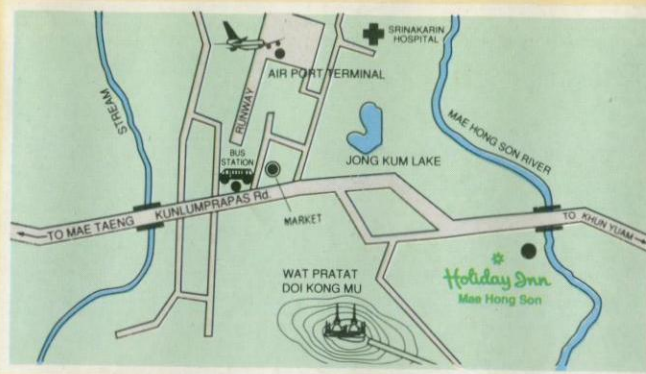 SRINAKARIN
HOSPITAL
AIR PORT TERMINAL
STREAM
RUNWAY
MAE HONG SON RIVER
BUS
STATION
JONG KUM LAKE
MARKET
KUNLUMPRAPAS Rd.
TO MAE TAENG
TO KHUN YUAM
WAT PRATAT
DOI KONG MU
Holiday Inn
Mae Hong Son